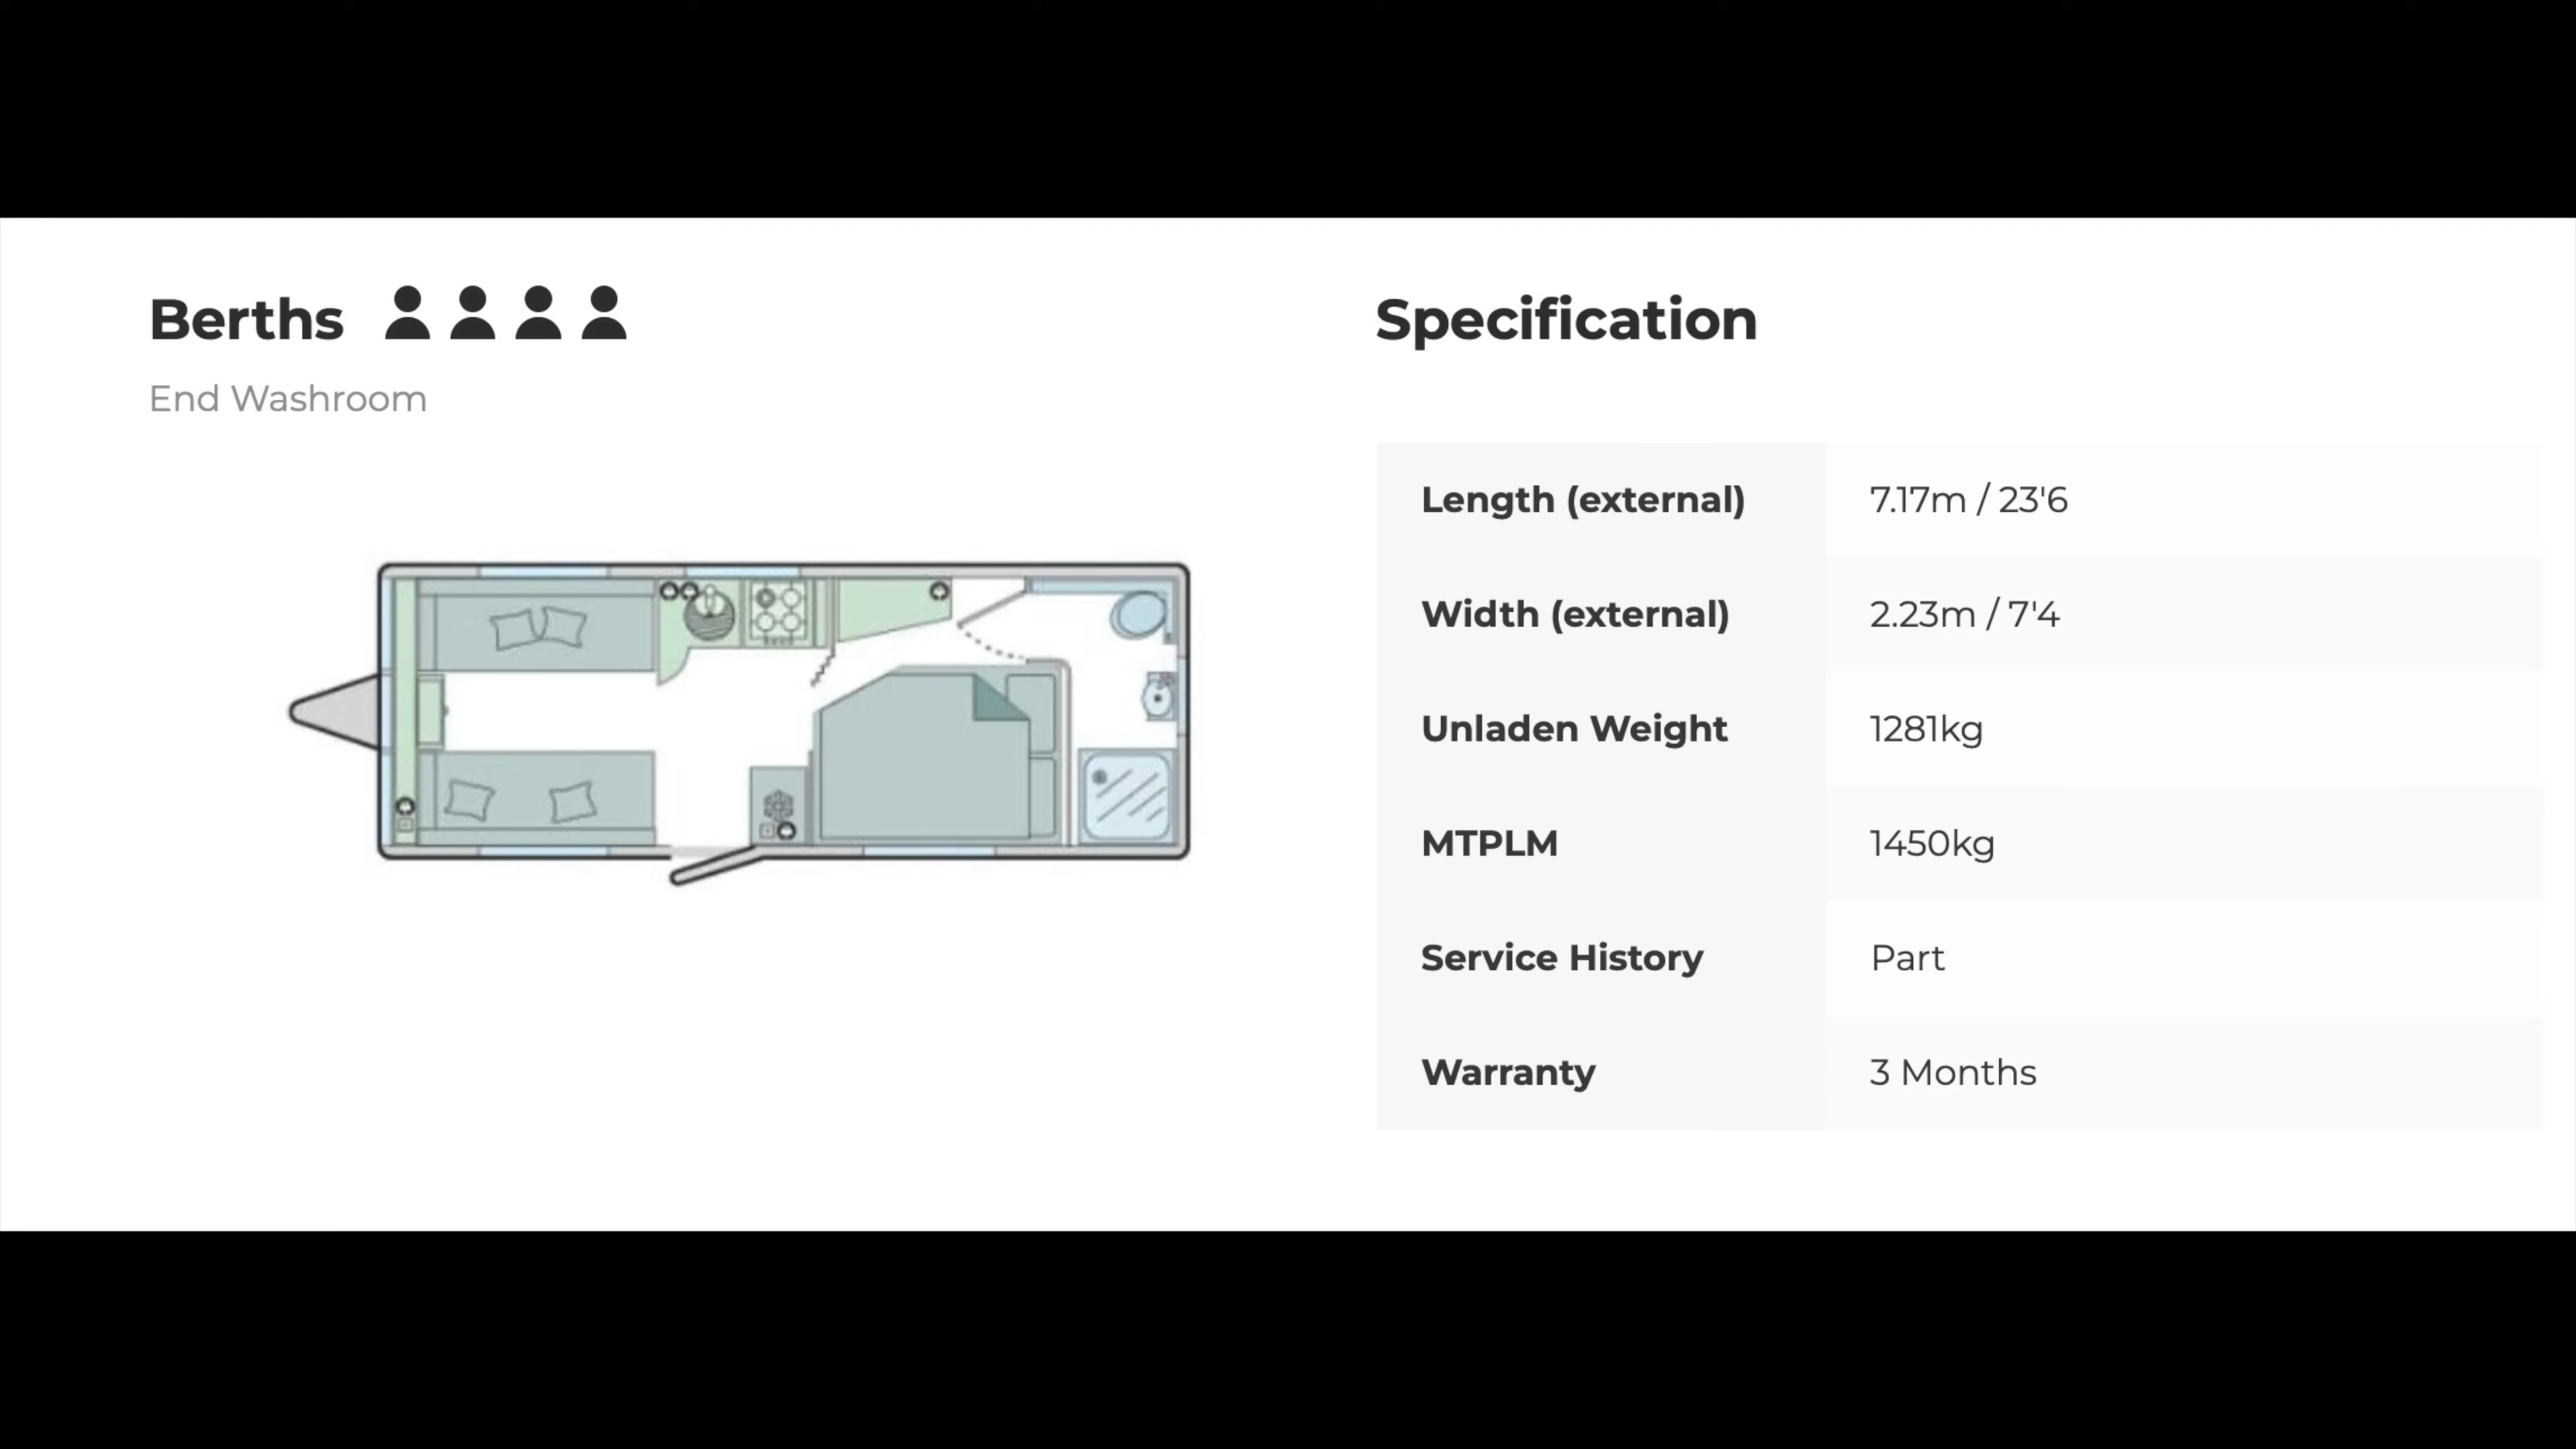 Berths
End Washroom
Specification
Length (external) 7.17m / 23'6
Width (external) 2.23m / 7'4
Unladen Weight 1281kg
MTPLM 1450kg
Service History Part
Warranty 3 Months